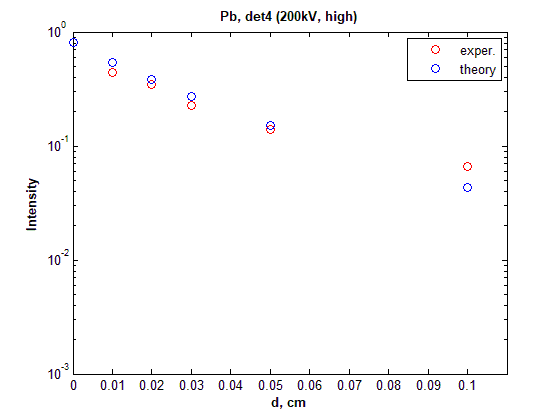 Pb, det4 (200kV, high)
10^0
exper.
theory
10^-1
Intensity
10^-2
10^-3
0 0.01 0.02 0.03 0.04 0.05 0.06 0.07 0.08 0.09 0.1
d, cm